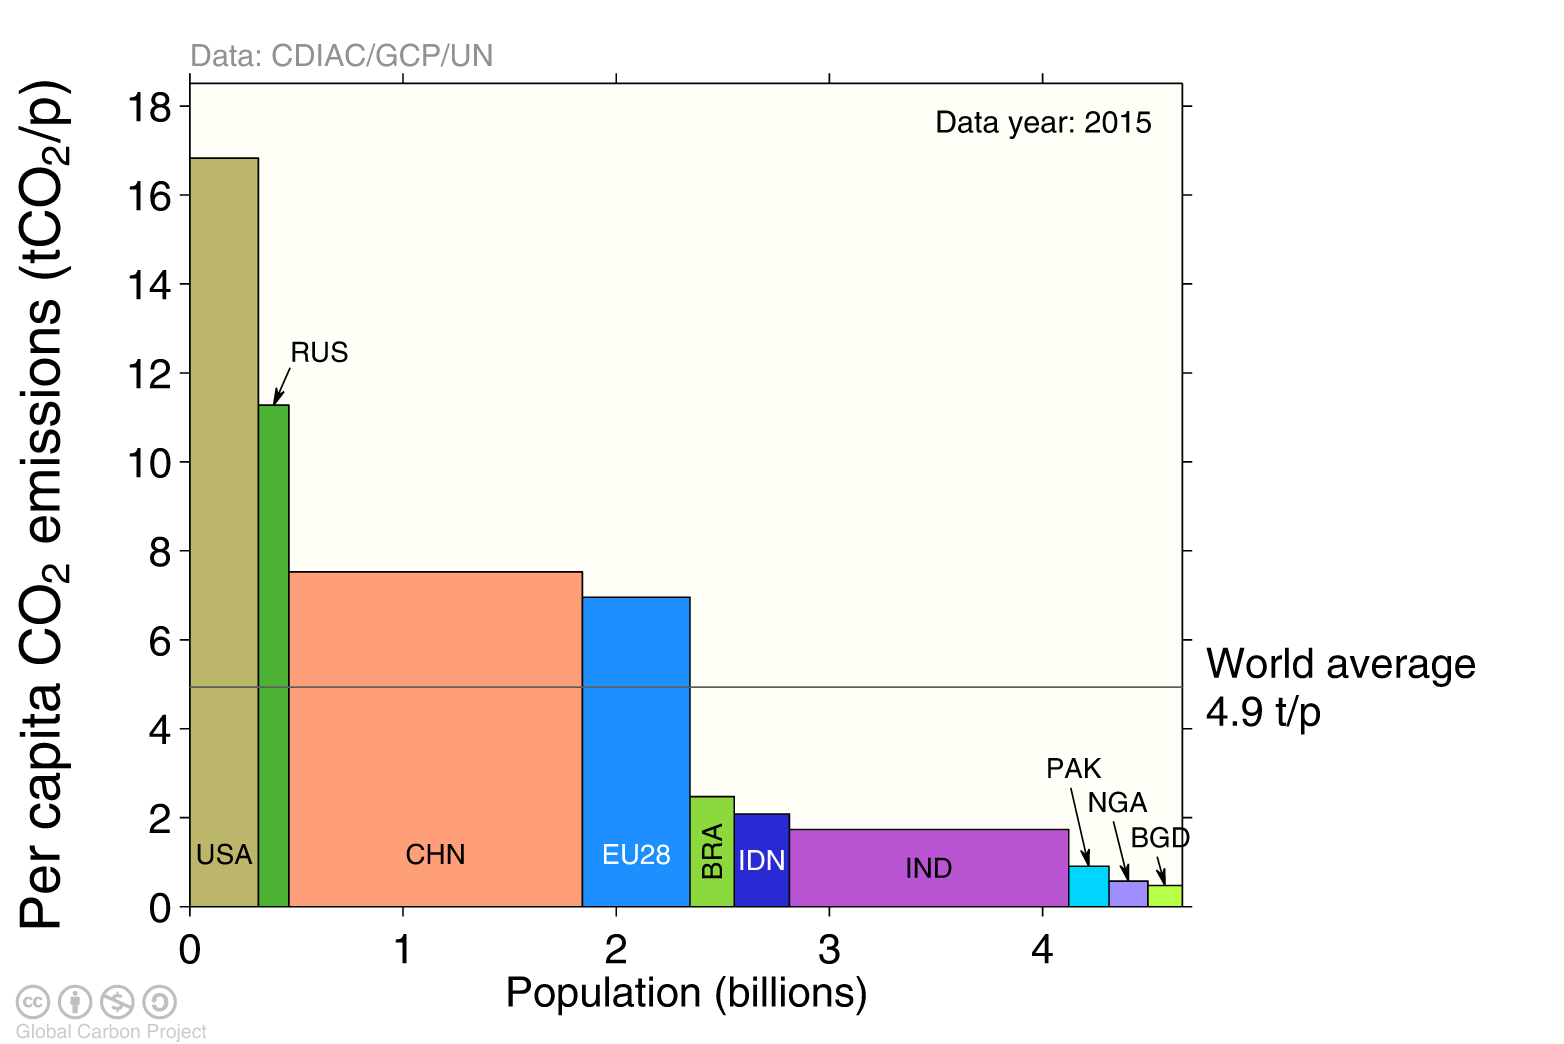 Data: CDIAC/GCP/UN
Data year: 2015
Per capita CO₂ emissions (tCO₂/p)
18
16
14
12
10
8
6
4
2
0
RUS
World average
4.9 t/p
PAK
NGA
BGD
USA
CHN
EU28
BRA
IDN
IND
0 1 2 3 4
Population (billions)
cc
Global Carbon Project